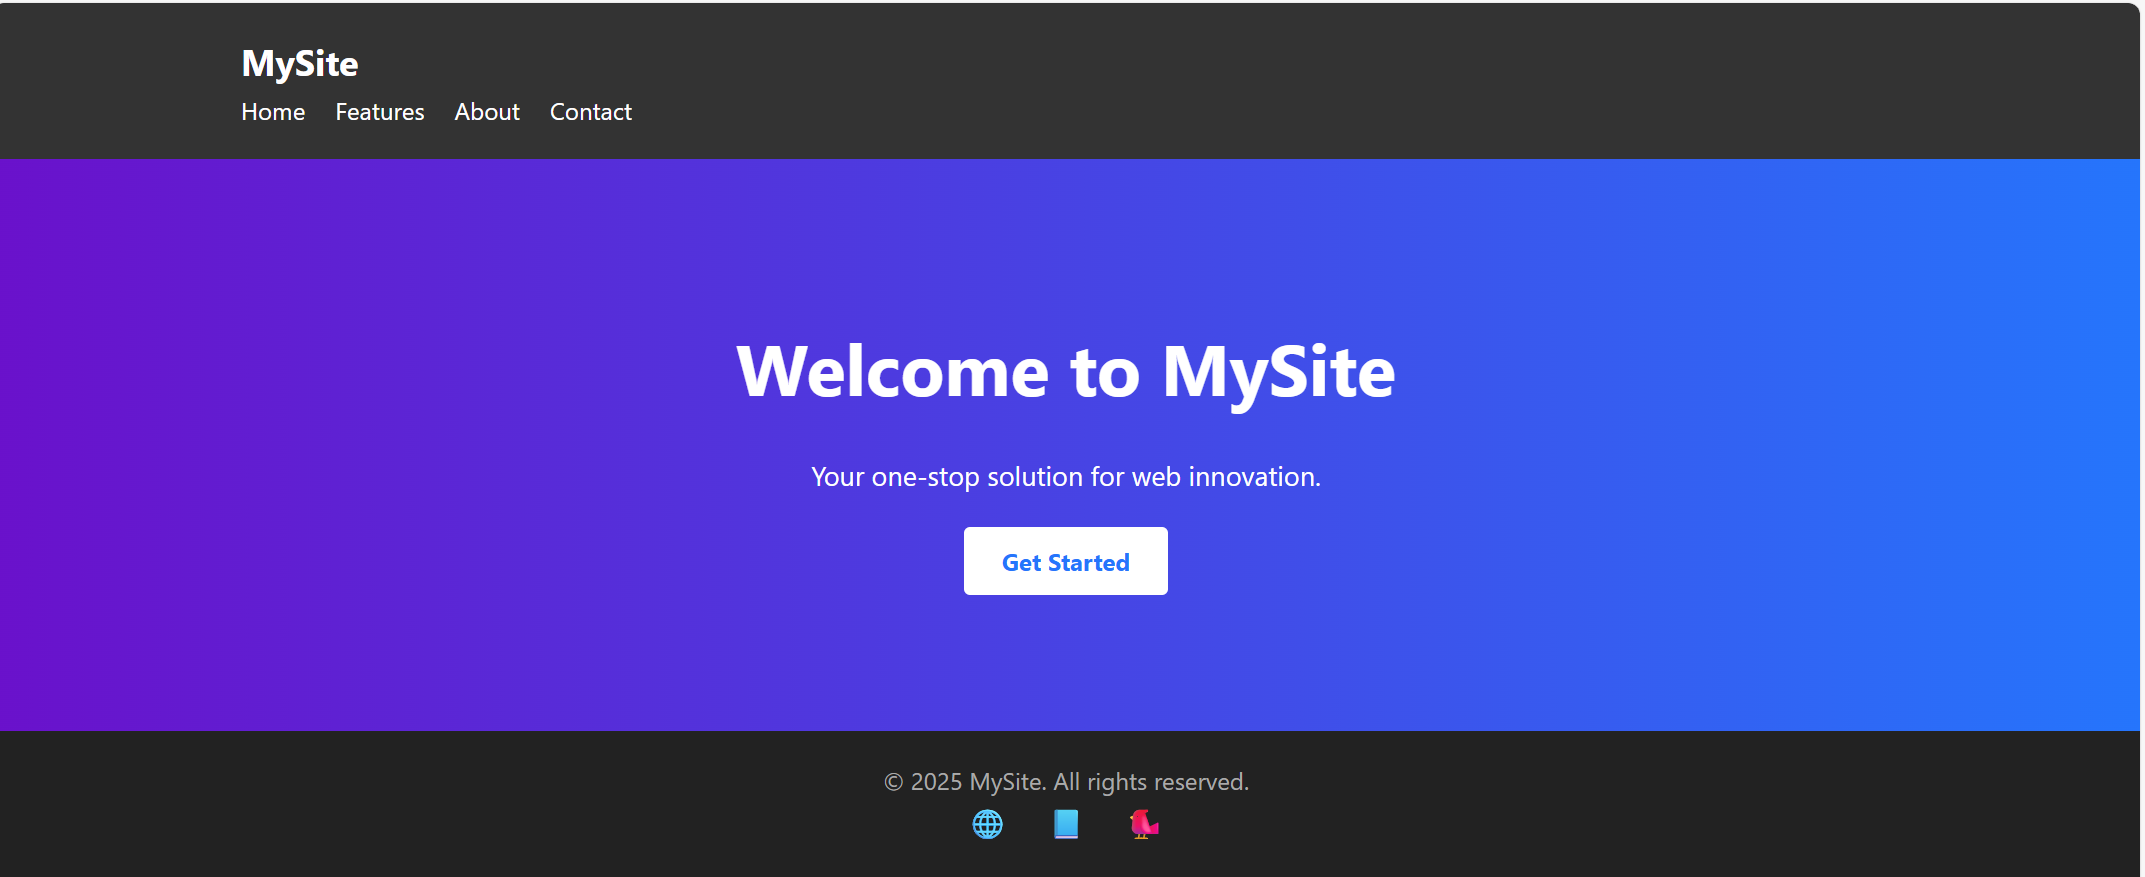 MySite
Home Features About Contact
Welcome to MySite
Your one-stop solution for web innovation.
Get Started
© 2025 MySite. All rights reserved.